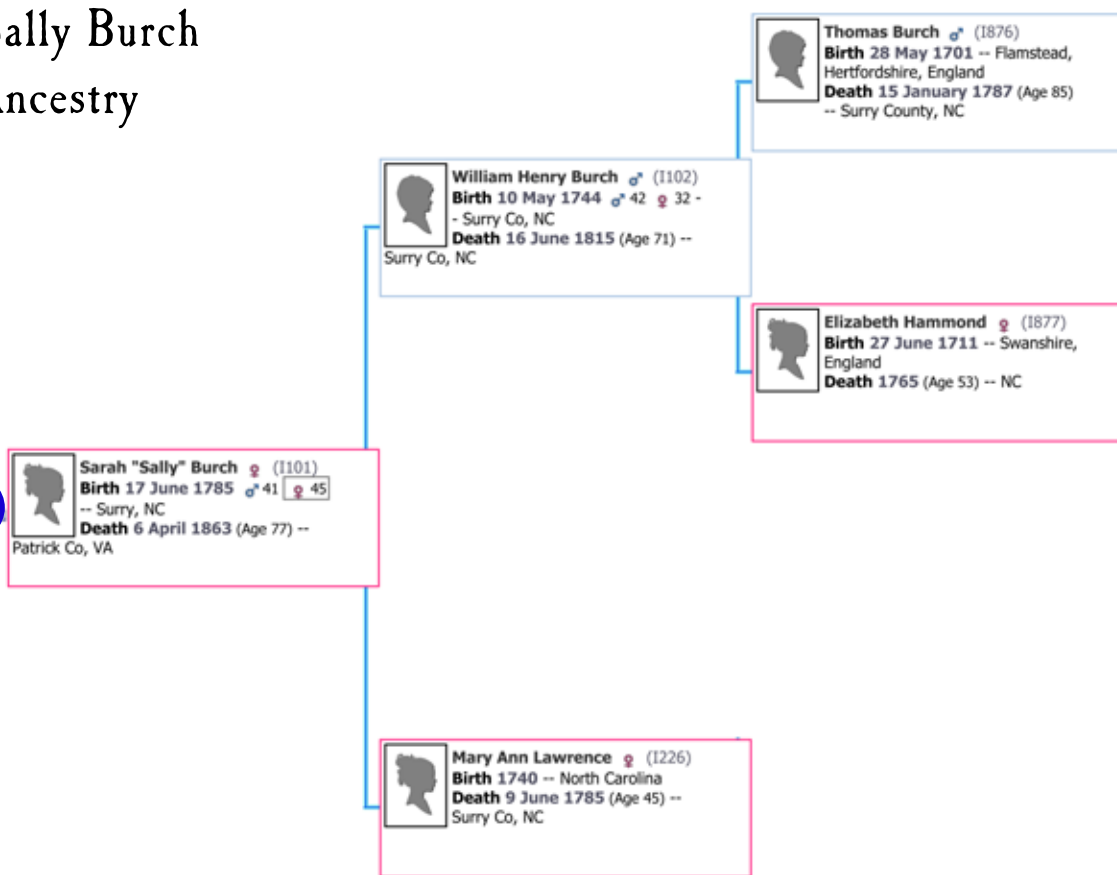 ally Burch
ncestry
Thomas Burch ♂ (I876)
Birth 28 May 1701 -- Flamstead,
Hertfordshire, England
Death 15 January 1787 (Age 85)
-- Surry County, NC
William Henry Burch ♂ (I102)
Birth 10 May 1744 ♂ 42 ♀ 32 -
- Surry Co, NC
Death 16 June 1815 (Age 71) --
Surry Co, NC
Elizabeth Hammond ♀ (I877)
Birth 27 June 1711 -- Swanshire,
England
Death 1765 (Age 53) -- NC
Sarah "Sally" Burch ♀ (I101)
Birth 17 June 1785 ♂ 41 ♀ 45
-- Surry, NC
Death 6 April 1863 (Age 77) --
Patrick Co, VA
Mary Ann Lawrence ♀ (I226)
Birth 1740 -- North Carolina
Death 9 June 1785 (Age 45) --
Surry Co, NC